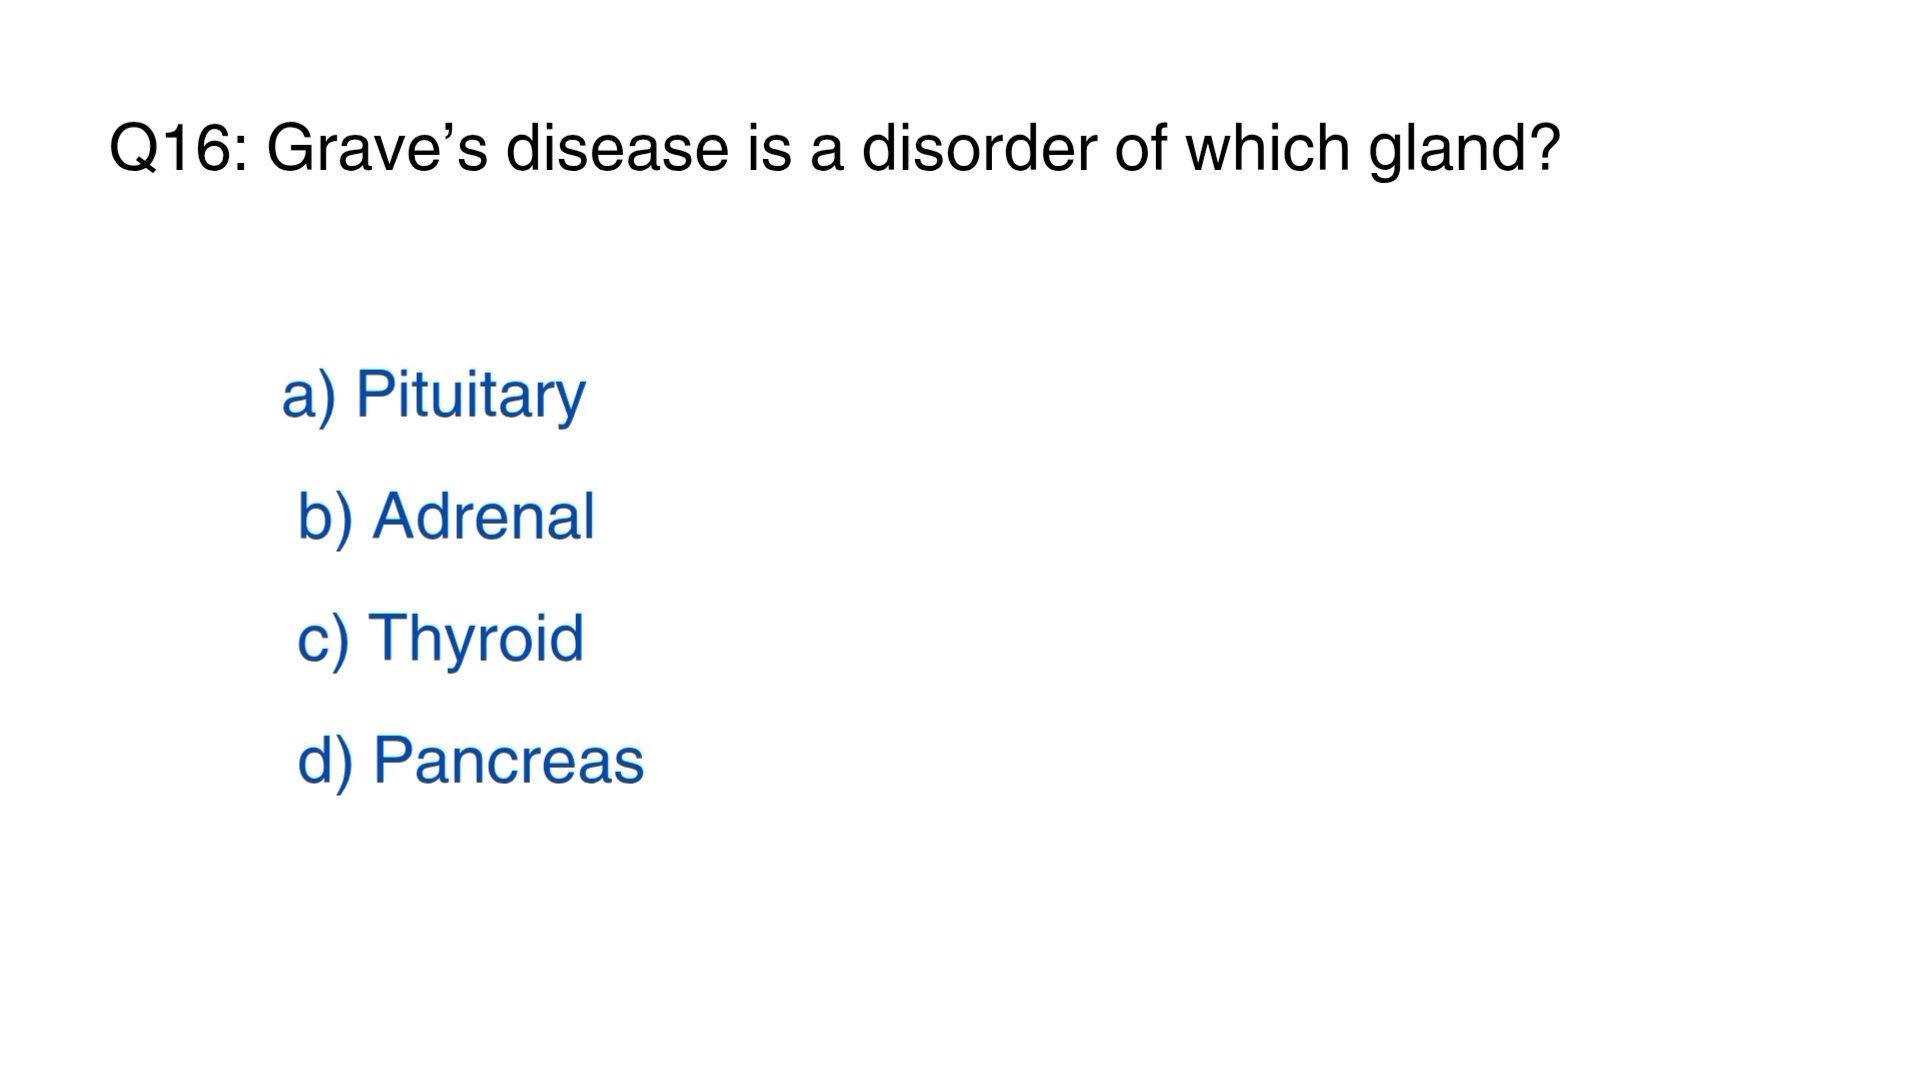 Q16: Grave’s disease is a disorder of which gland?
a) Pituitary
b) Adrenal
c) Thyroid
d) Pancreas